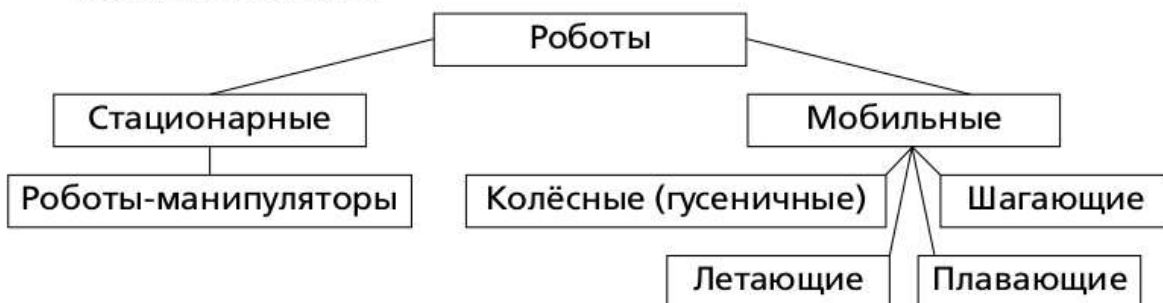 Роботы
Стационарные
Мобильные
Роботы-манипуляторы
Колёсные (гусеничные)
Шагающие
Летающие
Плавающие